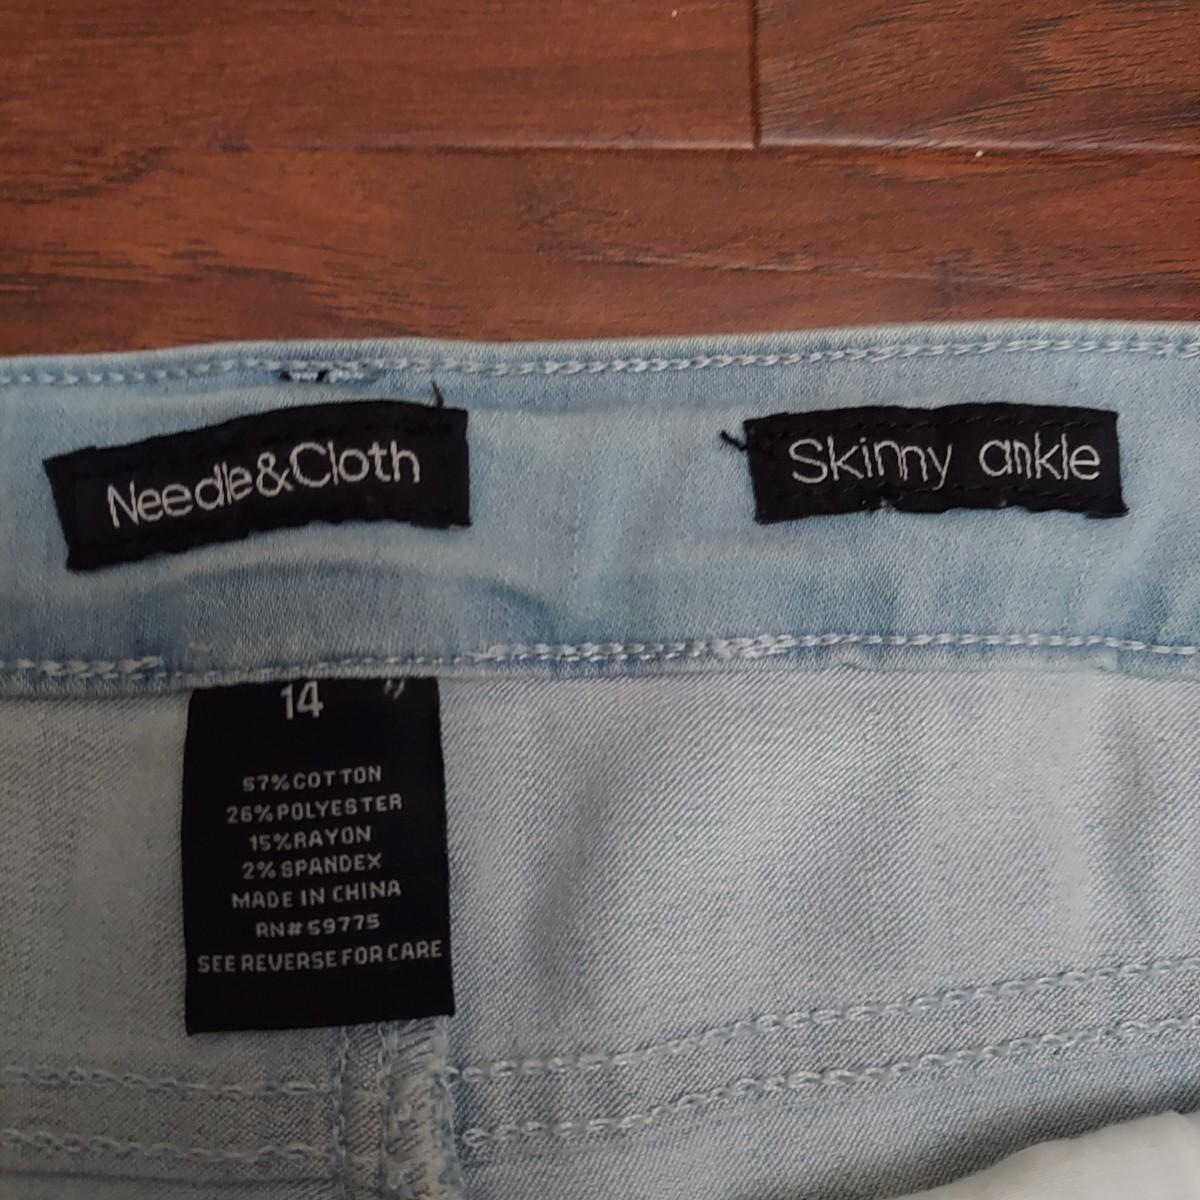 Needle&Cloth
Skinny ankle
14
57%COTTON
26%POLYESTER
15%RAYON
2% SPANDEX
MADE IN CHINA
RN#59775
SEE REVERSE FOR CARE